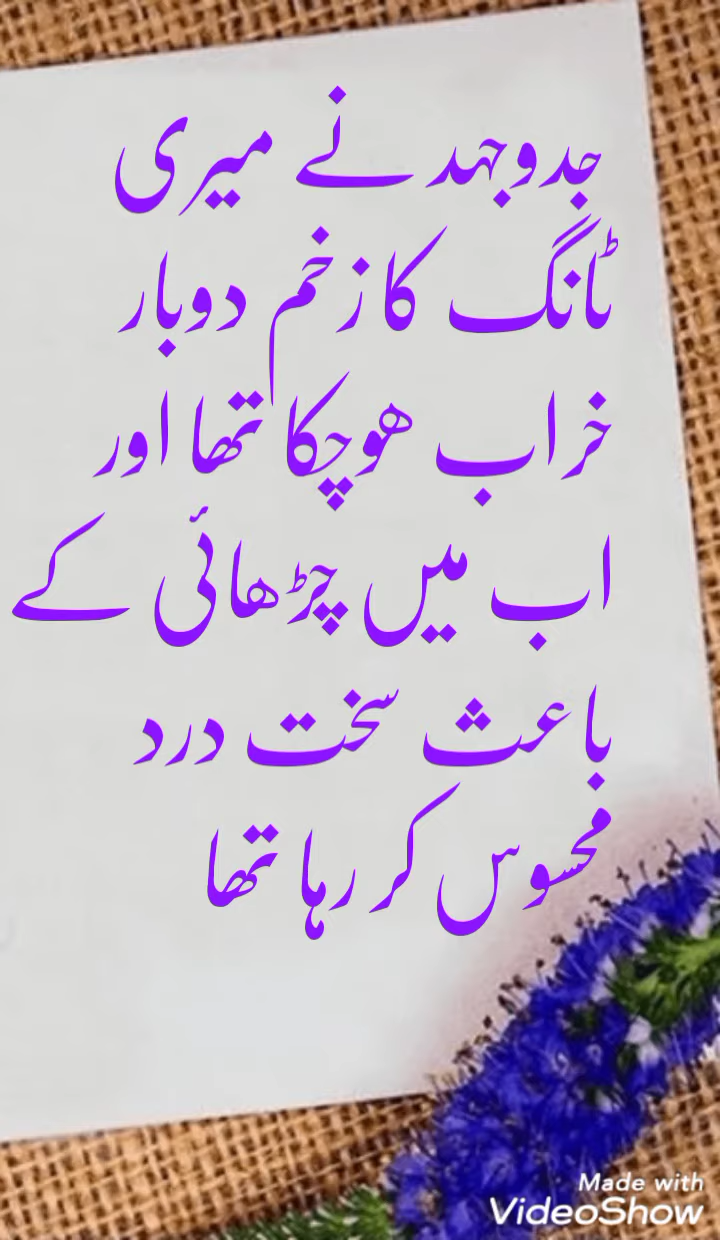 جدوجہد نے میری
ٹانگ کا زخم دوبار
خراب ھوچکا تھا اور
اب میں چڑھائی کے
باعث سخت درد
محسوس کر رہا تھا
Made with
VideoShow